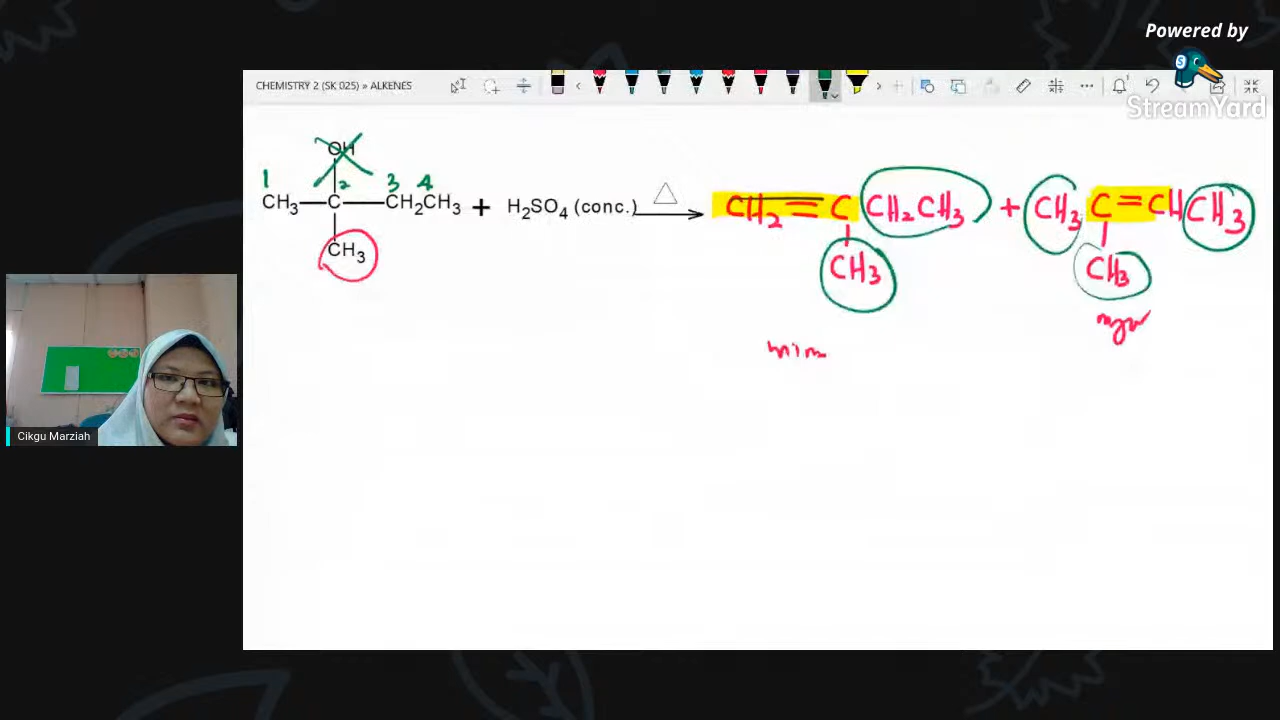 Powered by
StreamYard
CHEMISTRY 2 (SK 025) » ALKENES
OH
1 2 3 4
CH₃—C—CH₂CH₃ + H₂SO₄ (conc.) △ → CH₂=C CH₂CH₃ + CH₃ C=CH CH₃
CH₃ CH₃ CH₃
Cikgu Marziah